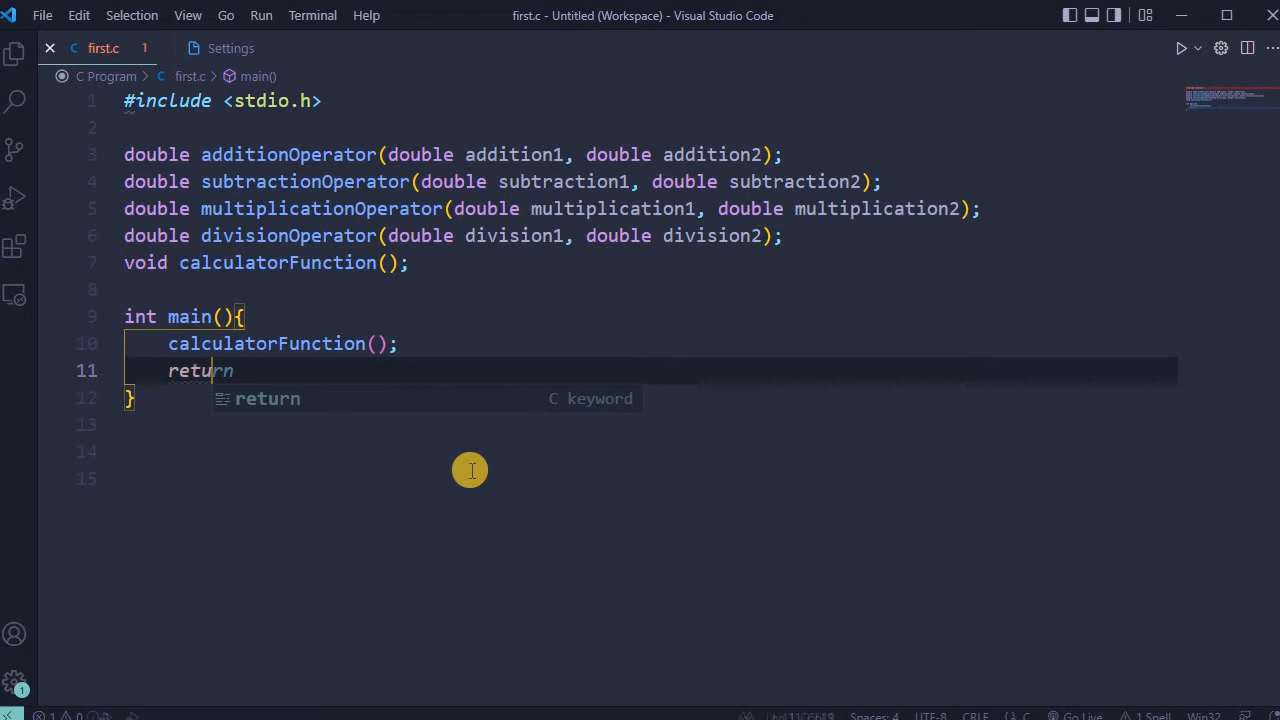 File Edit Selection View Go Run Terminal Help first.c - Untitled (Workspace) - Visual Studio Code
first.c 1 Settings
C Program > first.c > main()
1 #include <stdio.h>
2
3 double additionOperator(double addition1, double addition2);
4 double subtractionOperator(double subtraction1, double subtraction2);
5 double multiplicationOperator(double multiplication1, double multiplication2);
6 double divisionOperator(double division1, double division2);
7 void calculatorFunction();
8
9 int main(){
10 calculatorFunction();
11 return
12 }
return C keyword
13
14
15
1
1 0 Spaces: 4 UTF-8 CRLF {} C Go Live 1 Spell Win32